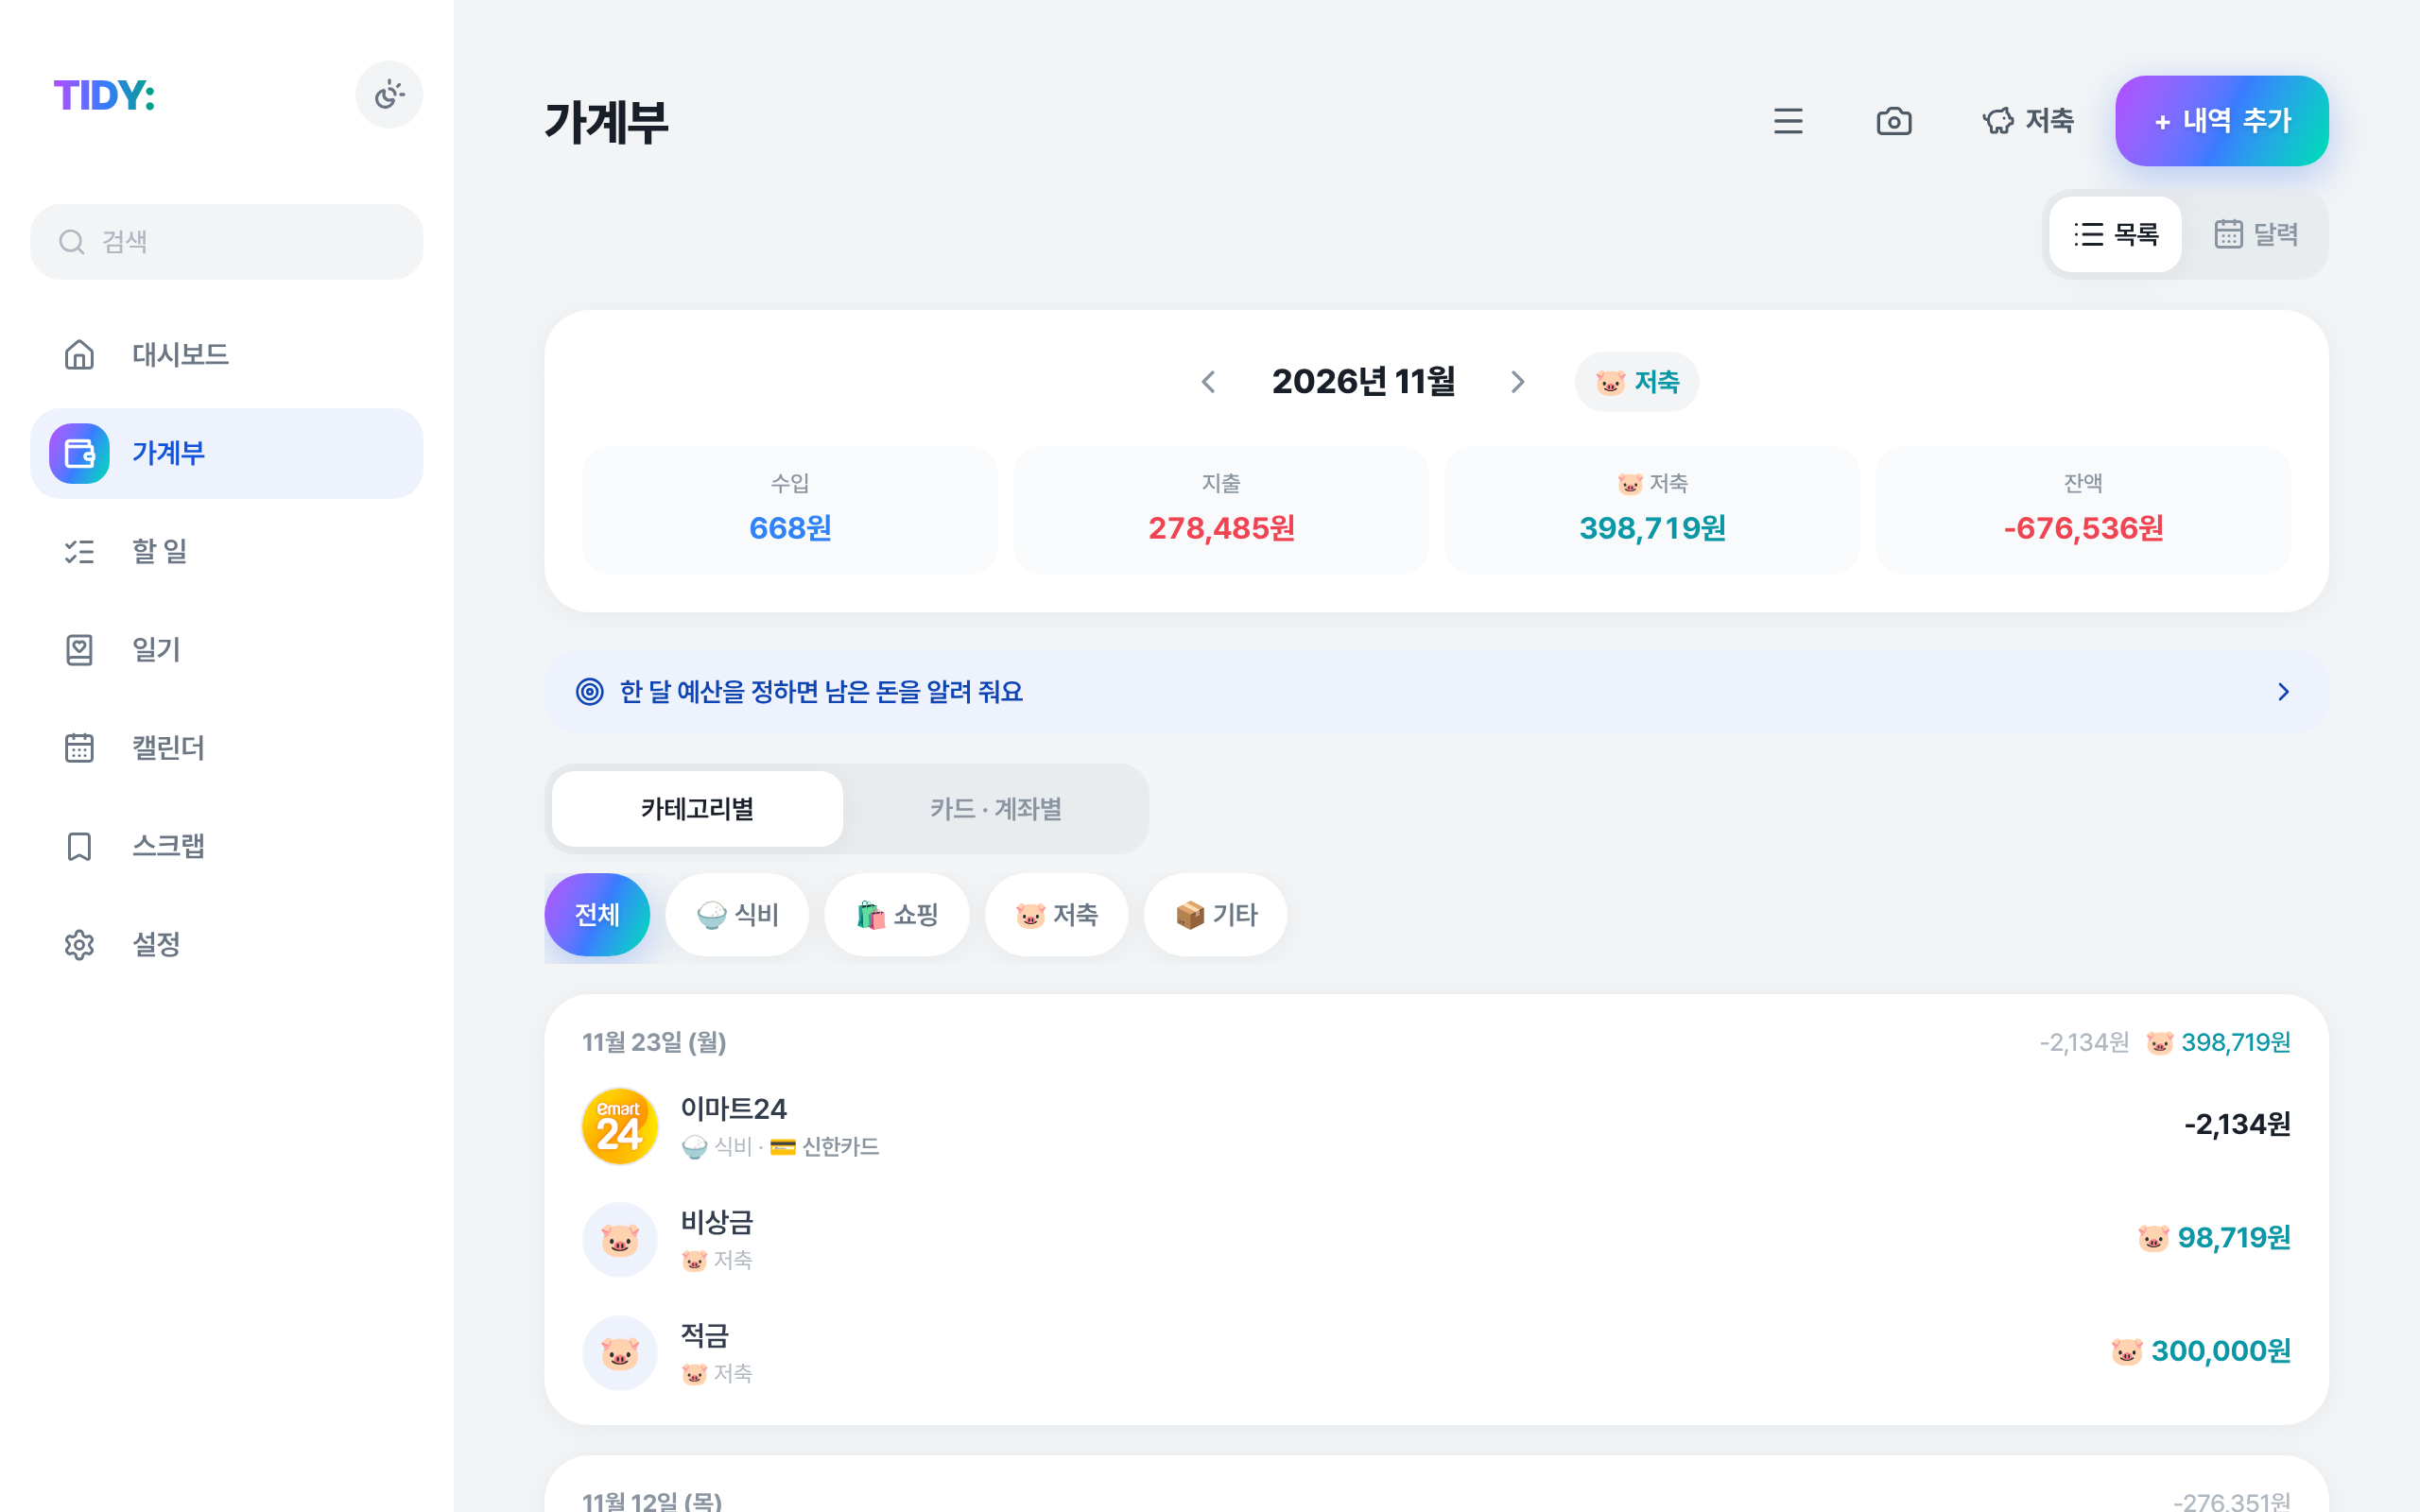 TIDY:
검색
대시보드
가계부
할 일
일기
캘린더
스크랩
설정
가계부
저축
+ 내역 추가
목록
달력
2026년 11월
🐷 저축
수입
668원
지출
278,485원
🐷 저축
398,719원
잔액
-676,536원
한 달 예산을 정하면 남은 돈을 알려 줘요
카테고리별
카드 · 계좌별
전체
🍚 식비
🛍️ 쇼핑
🐷 저축
📦 기타
11월 23일 (월)
-2,134원 🐷 398,719원
emart
24
이마트24
🍚 식비 · 💳 신한카드
-2,134원
비상금
🐷 저축
🐷 98,719원
적금
🐷 저축
🐷 300,000원
11월 12일 (목)
-276,351원